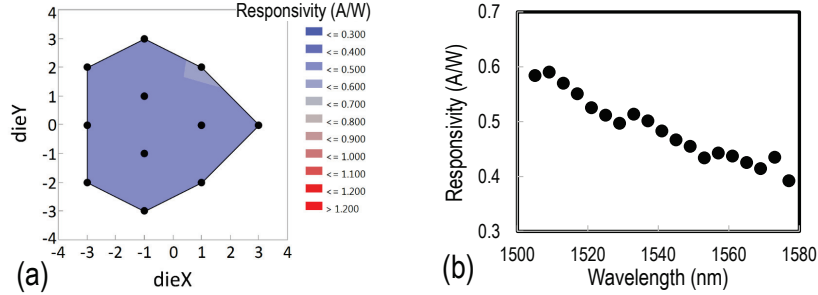 Responsivity (A/W)
4
3
2
1
0
-1
-2
-3
-4
dieY
-4 -3 -2 -1 0 1 2 3 4
dieX
<= 0.300
<= 0.400
<= 0.500
<= 0.600
<= 0.700
<= 0.800
<= 0.900
<= 1.000
<= 1.100
<= 1.200
> 1.200
(a)
0.7
0.6
0.5
0.4
0.3
Responsivity (A/W)
1500 1520 1540 1560 1580
Wavelength (nm)
(b)